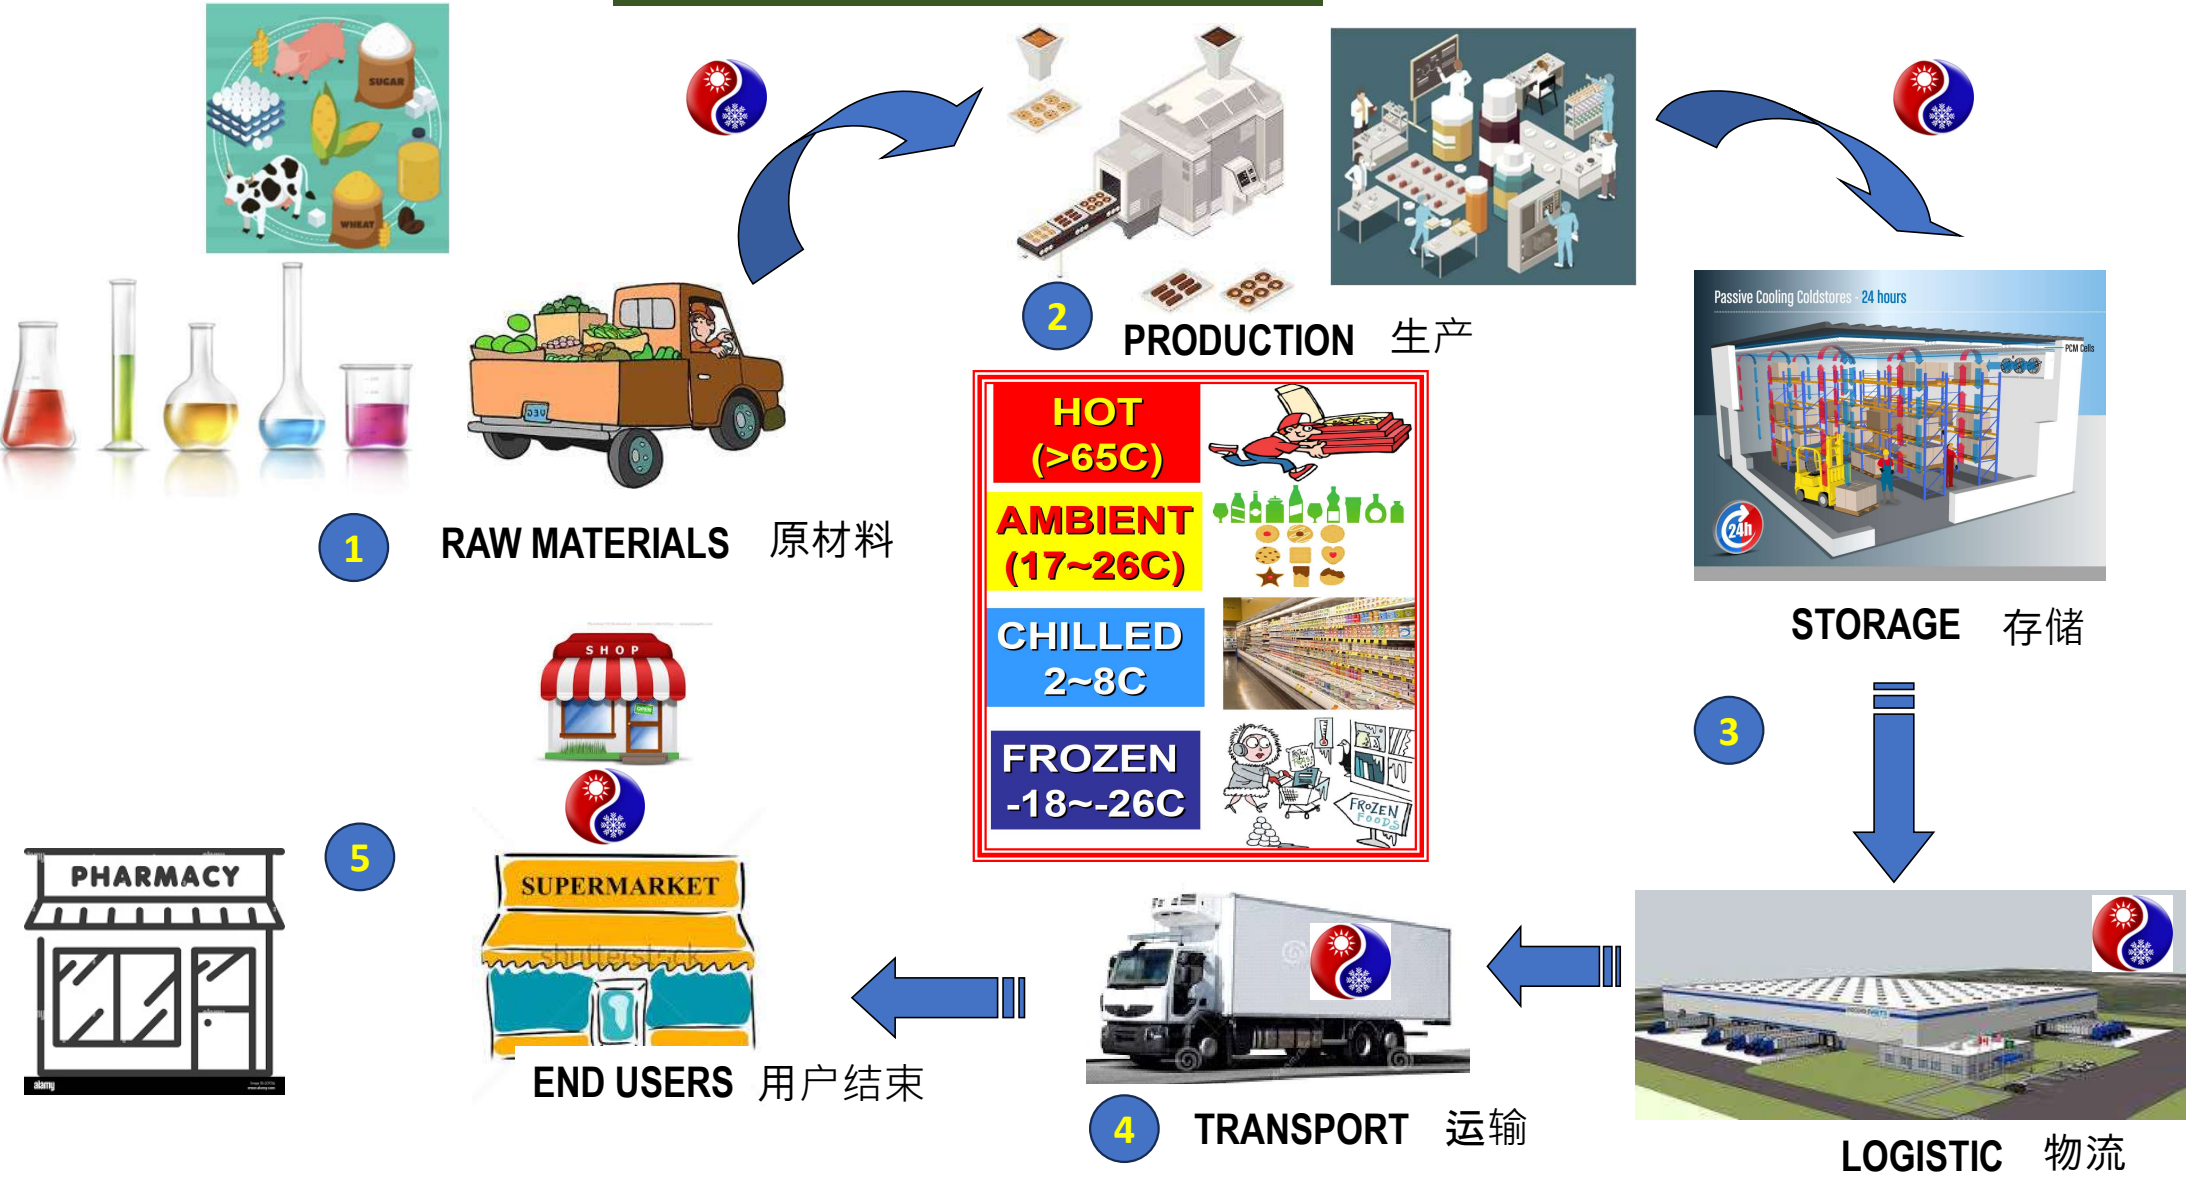 SUGAR
WHEAT
1
RAW MATERIALS 原材料
2
PRODUCTION 生产
Passive Cooling Coldstores - 24 hours
PCM Cells
24h
STORAGE 存储
3
HOT
(>65C)
AMBIENT
(17~26C)
CHILLED
2~8C
FROZEN
-18~-26C
FROZEN
FOODS
LOGISTIC 物流
4
TRANSPORT 运输
SHOP
OPEN
5
PHARMACY
alamy
SUPERMARKET
shutterstock
END USERS 用户结束